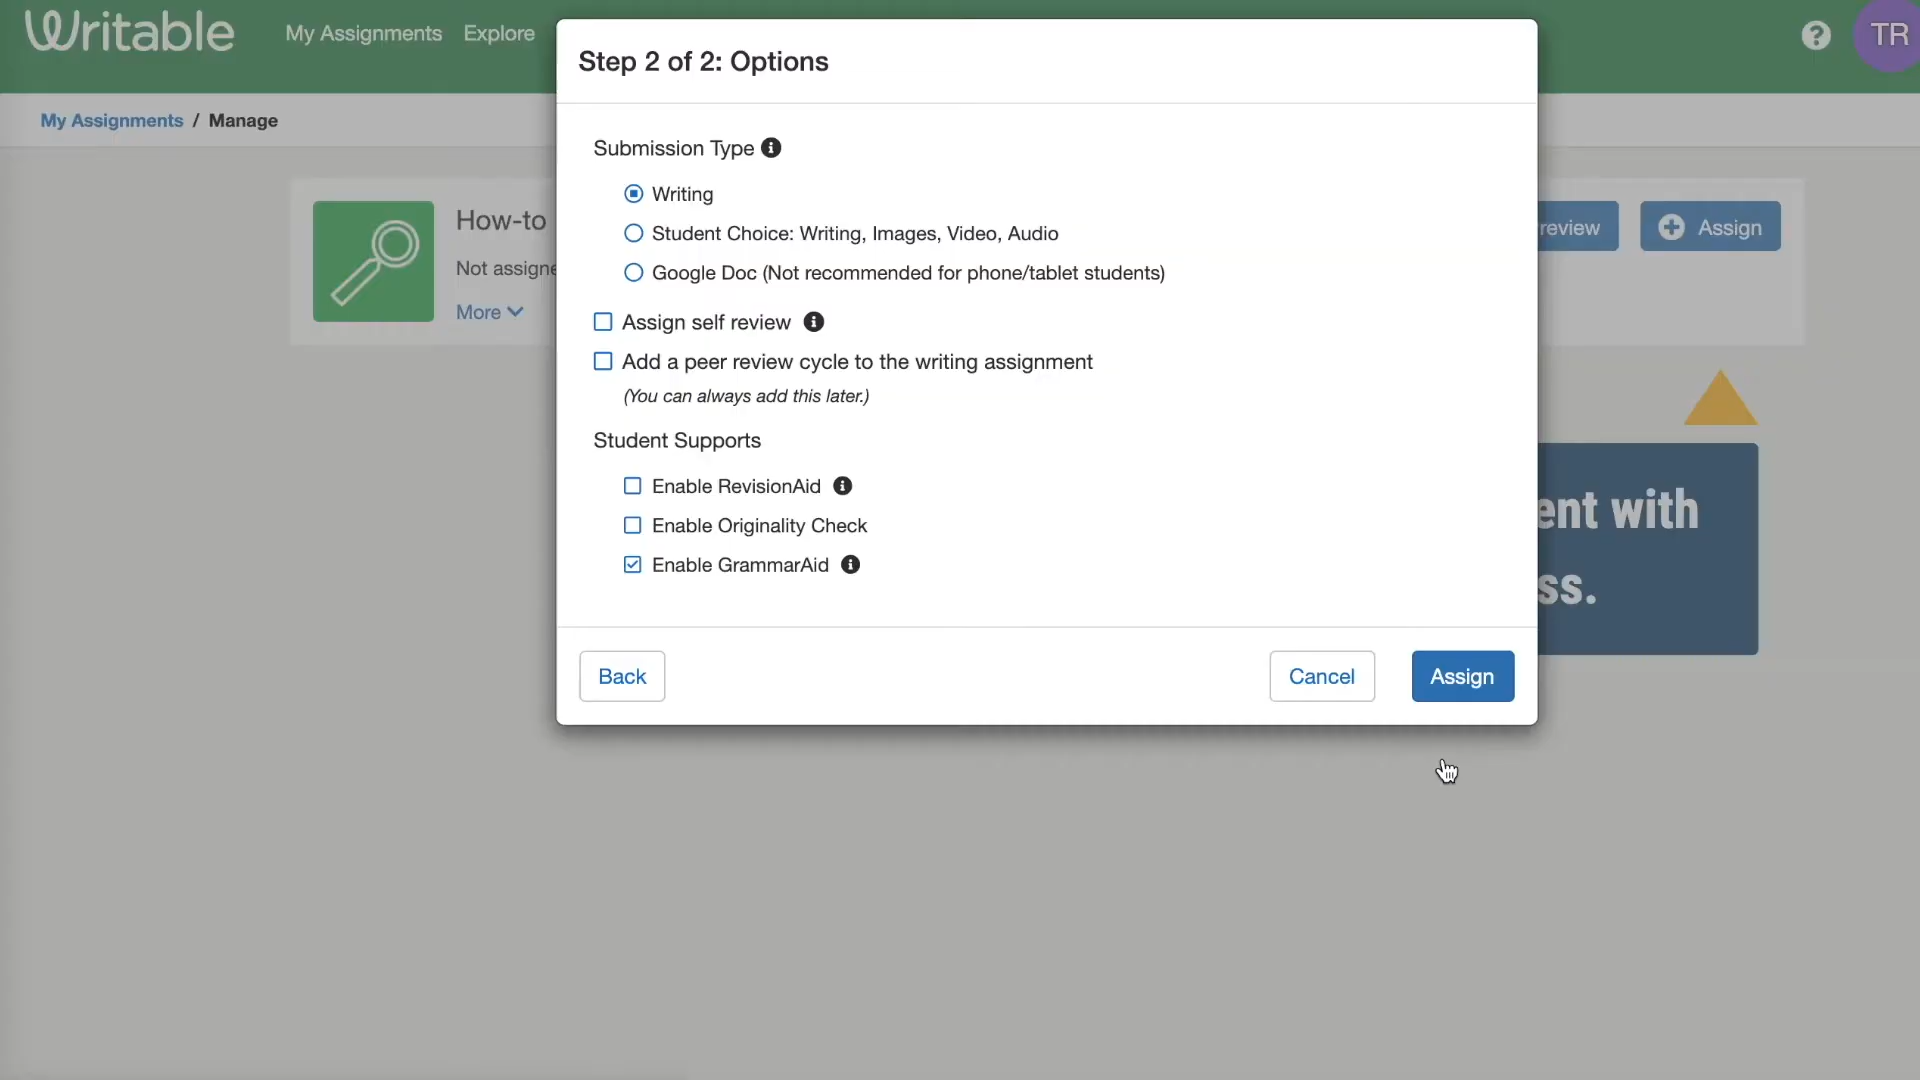 Writable
My Assignments
Explore
?
TR
My Assignments / Manage
How-to
Not assigne
More
review
Assign
ent with
ss.
Step 2 of 2: Options
Submission Type
Writing
Student Choice: Writing, Images, Video, Audio
Google Doc (Not recommended for phone/tablet students)
Assign self review
Add a peer review cycle to the writing assignment
(You can always add this later.)
Student Supports
Enable RevisionAid
Enable Originality Check
Enable GrammarAid
Back
Cancel
Assign